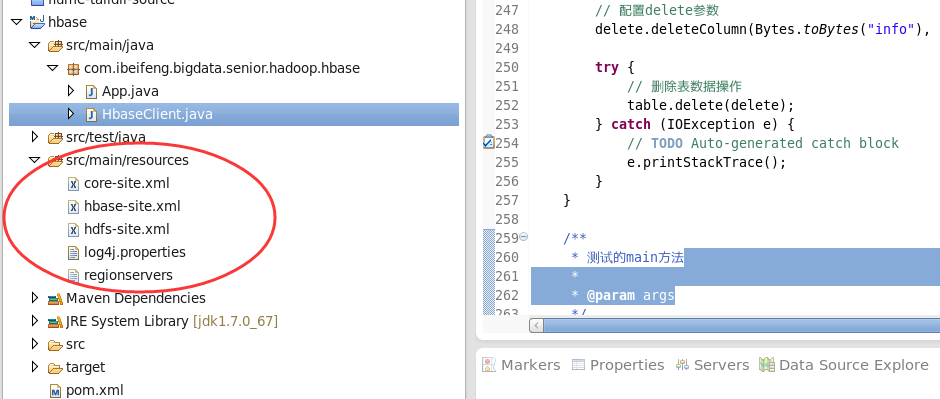 hbase
src/main/java
com.ibeifeng.bigdata.senior.hadoop.hbase
App.java
HbaseClient.java
src/test/java
src/main/resources
core-site.xml
hbase-site.xml
hdfs-site.xml
log4j.properties
regionservers
Maven Dependencies
JRE System Library [jdk1.7.0_67]
src
target
pom.xml
247 // 配置delete参数
248 delete.deleteColumn(Bytes.toBytes("info"),
249
250 try {
251 // 删除表数据操作
252 table.delete(delete);
253 } catch (IOException e) {
254 // TODO Auto-generated catch block
255 e.printStackTrace();
256 }
257 }
258
259 /**
260 * 测试的main方法
261 *
262 * @param args
263 */
Markers Properties Servers Data Source Explore